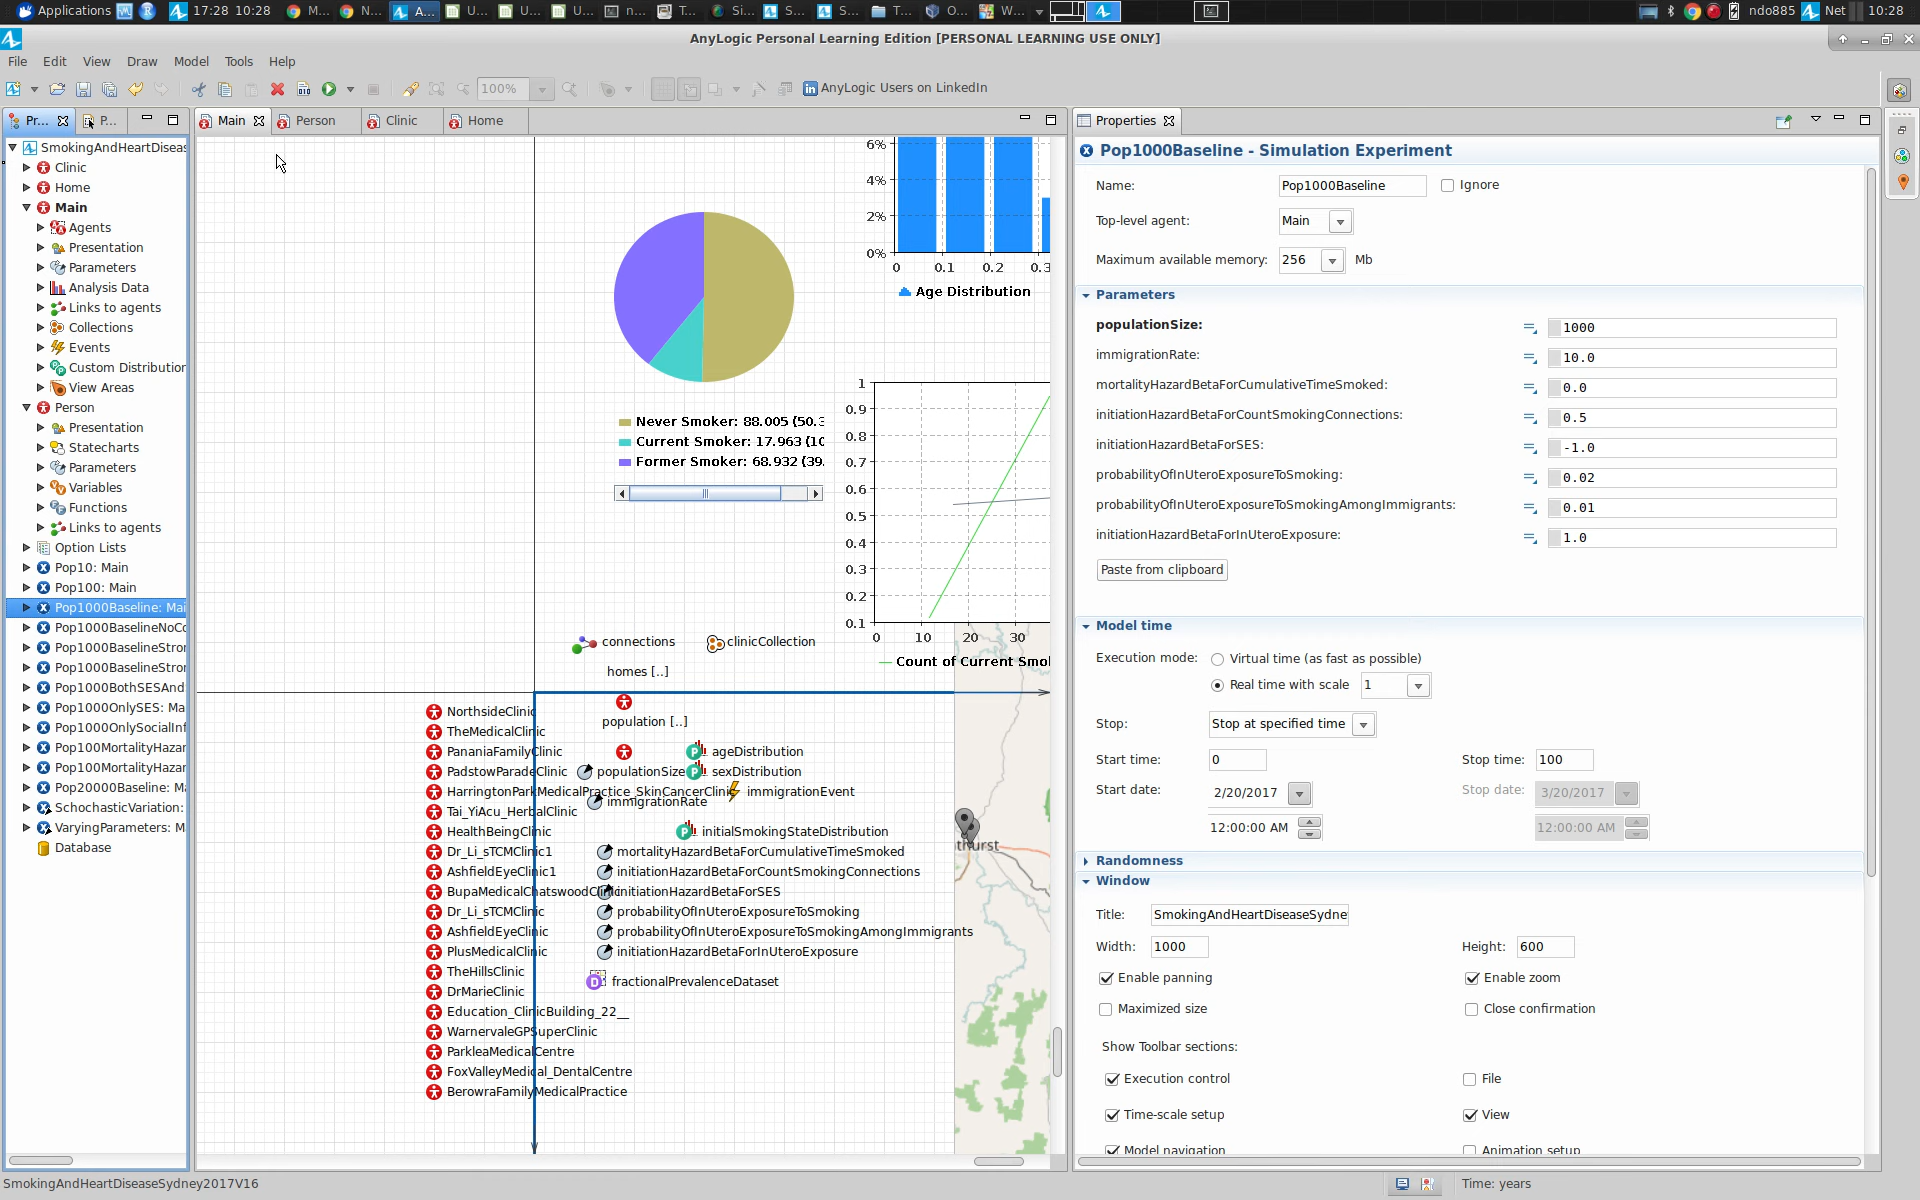 Applications 17:28 10:28 M... N... A... U... U... U... n... T... Si... S... S... T... O... W... ndo885 Net 10:28
AnyLogic Personal Learning Edition [PERSONAL LEARNING USE ONLY]
File Edit View Draw Model Tools Help
100% AnyLogic Users on LinkedIn
Pr... P...
SmokingAndHeartDiseas
Clinic
Home
Main
Agents
Presentation
Parameters
Analysis Data
Links to agents
Collections
Events
Custom Distribution
View Areas
Person
Presentation
Statecharts
Parameters
Variables
Functions
Links to agents
Option Lists
Pop10: Main
Pop100: Main
Pop1000Baseline: Mai
Pop1000BaselineNoCo
Pop1000BaselineStron
Pop1000BaselineStron
Pop1000BothSESAnd
Pop1000OnlySES: Ma
Pop1000OnlySocialInf
Pop100MortalityHazar
Pop100MortalityHazar
Pop20000Baseline: Ma
SchochasticVariation:
VaryingParameters: M
Database
Main Person Clinic Home
6%
4%
2%
0%
0 0.1 0.2 0.3
Age Distribution
Never Smoker: 88.005 (50.3
Current Smoker: 17.963 (10
Former Smoker: 68.932 (39.
1
0.9
0.8
0.7
0.6
0.5
0.4
0.3
0.2
0.1
0 10 20 30
Count of Current Smol
connections clinicCollection
homes [..]
population [..]
NorthsideClinic
TheMedicalClinic
PananiaFamilyClinic
PadstowParadeClinic
HarringtonParkMedicalPractice_SkinCancerClinic
Tai_YiAcu_HerbalClinic
HealthBeingClinic
Dr_Li_sTCMClinic1
AshfieldEyeClinic1
BupaMedicalChatswoodClinic
Dr_Li_sTCMClinic
AshfieldEyeClinic
PlusMedicalClinic
TheHillsClinic
DrMarieClinic
Education_ClinicBuilding_22__
WarnervaleGPSuperClinic
ParkleaMedicalCentre
FoxValleyMedical_DentalCentre
BerowraFamilyMedicalPractice
ageDistribution
populationSize sexDistribution
immigrationEvent
immigrationRate
initialSmokingStateDistribution
mortalityHazardBetaForCumulativeTimeSmoked
initiationHazardBetaForCountSmokingConnections
initiationHazardBetaForSES
probabilityOfInUteroExposureToSmoking
probabilityOfInUteroExposureToSmokingAmongImmigrants
initiationHazardBetaForInUteroExposure
fractionalPrevalenceDataset
thurst
Properties
Pop1000Baseline - Simulation Experiment
Name: Pop1000Baseline Ignore
Top-level agent: Main
Maximum available memory: 256 Mb
Parameters
populationSize: 1000
immigrationRate: 10.0
mortalityHazardBetaForCumulativeTimeSmoked: 0.0
initiationHazardBetaForCountSmokingConnections: 0.5
initiationHazardBetaForSES: -1.0
probabilityOfInUteroExposureToSmoking: 0.02
probabilityOfInUteroExposureToSmokingAmongImmigrants: 0.01
initiationHazardBetaForInUteroExposure: 1.0
Paste from clipboard
Model time
Execution mode: Virtual time (as fast as possible)
Real time with scale 1
Stop: Stop at specified time
Start time: 0 Stop time: 100
Start date: 2/20/2017 Stop date: 3/20/2017
12:00:00 AM 12:00:00 AM
Randomness
Window
Title: SmokingAndHeartDiseaseSydne
Width: 1000 Height: 600
Enable panning Enable zoom
Maximized size Close confirmation
Show Toolbar sections:
Execution control File
Time-scale setup View
Model navigation Animation setup
SmokingAndHeartDiseaseSydney2017V16 Time: years